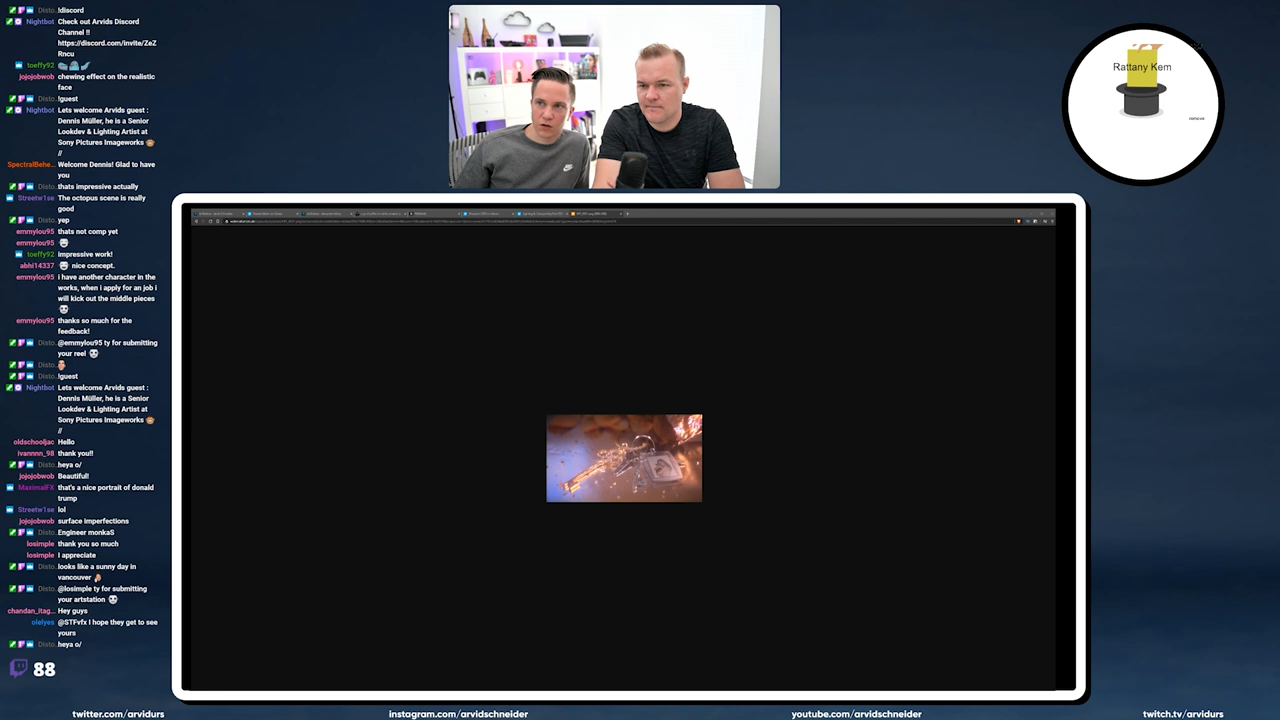 Disto. !discord
Nightbot Check out Arvids Discord
Channel !!
https://discord.com/invite/ZeZ
Rncu
toeffy92
jojojobwob chewing effect on the realistic
face
Disto. !guest
Nightbot Lets welcome Arvids guest :
Dennis Müller, he is a Senior
Lookdev & Lighting Artist at
Sony Pictures Imageworks
//
SpectralBehe... Welcome Dennis! Glad to have
you
Disto. thats impressive actually
Streetw1se The octopus scene is really
good
Disto. yep
emmylou95 thats not comp yet
emmylou95
toeffy92 impressive work!
abhi14337 nice concept.
emmylou95 i have another character in the
works, when i apply for an job i
will kick out the middle pieces
emmylou95 thanks so much for the
feedback!
Disto. @emmylou95 ty for submitting
your reel
Disto.
Disto. !guest
Nightbot Lets welcome Arvids guest :
Dennis Müller, he is a Senior
Lookdev & Lighting Artist at
Sony Pictures Imageworks
//
oldschooljac Hello
ivannnn_98 thank you!!
Disto. heya o/
jojojobwob Beautiful!
MaximalFX that's a nice portrait of donald
trump
Streetw1se lol
jojojobwob surface imperfections
Disto. Engineer monkaS
losimple thank you so much
losimple I appreciate
Disto. looks like a sunny day in
vancouver
Disto. @losimple ty for submitting
your artstation
chandan_itag... Hey guys
olelyes @STFvfx I hope they get to see
yours
Disto. heya o/
88
Rattany Kem
remove
twitter.com/arvidurs
instagram.com/arvidschneider
youtube.com/arvidschneider
twitch.tv/arvidurs